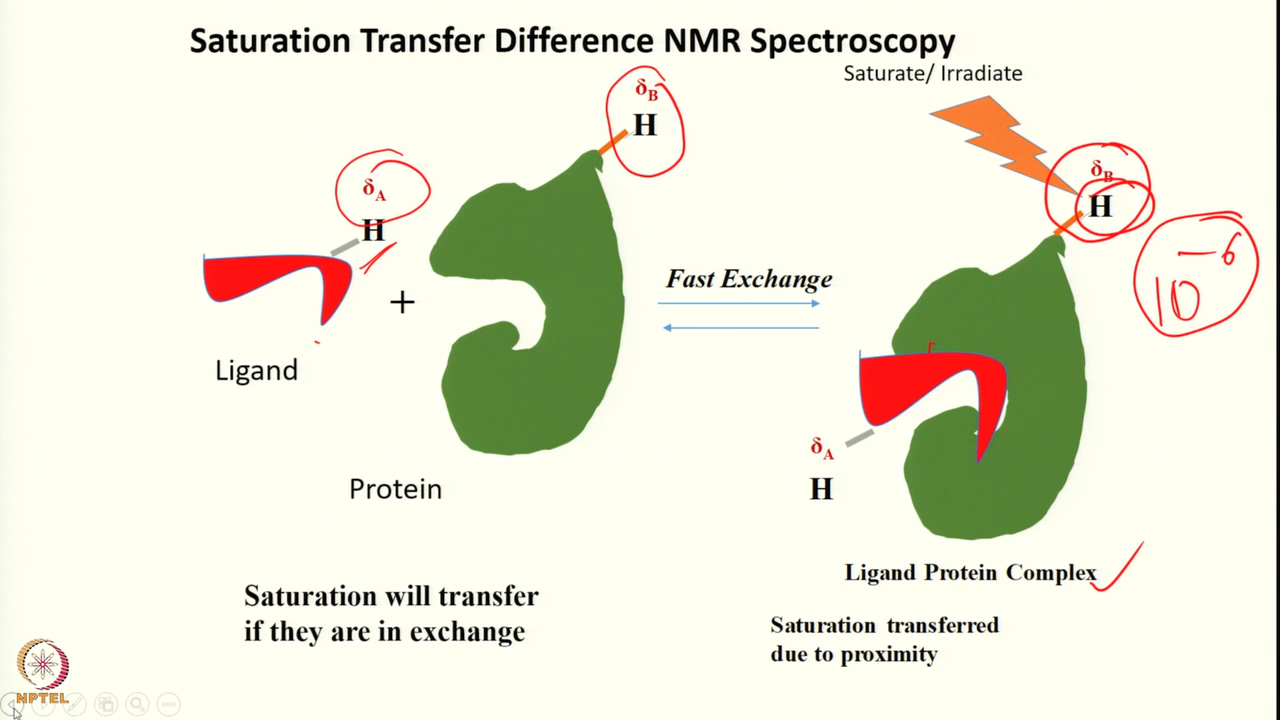 Saturation Transfer Difference NMR Spectroscopy
Saturate/ Irradiate
δB
H
δA
H
δB
H
10⁻⁶
Fast Exchange
+
Ligand
Protein
δA
H
Ligand Protein Complex
Saturation will transfer
if they are in exchange
Saturation transferred
due to proximity
NPTEL